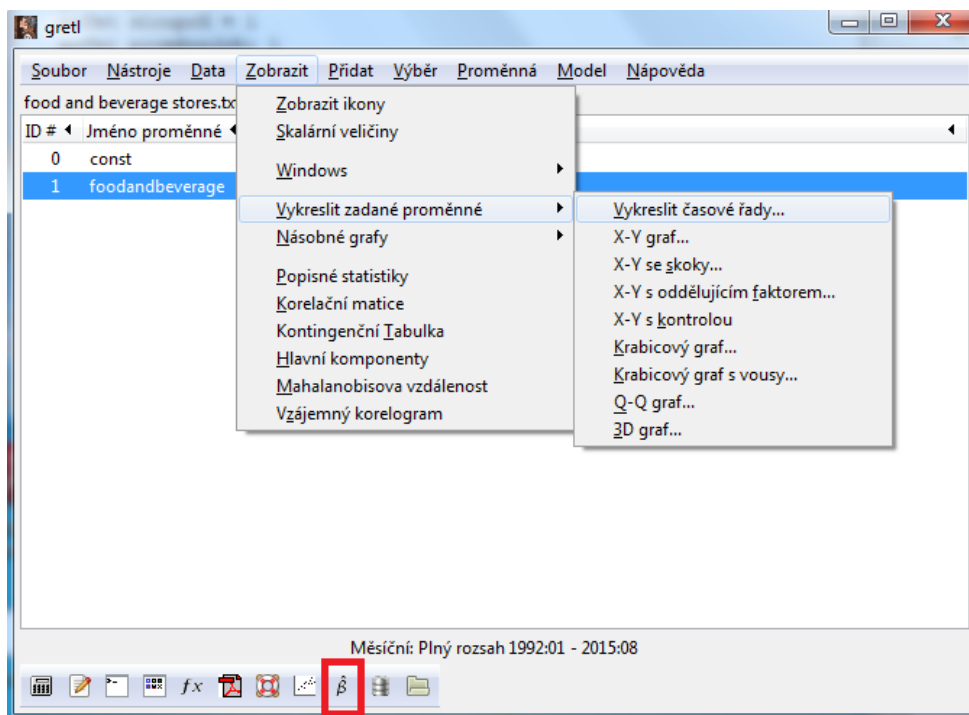 gretl
Soubor Nástroje Data Zobrazit Přidat Výběr Proměnná Model Nápověda
food and beverage stores.tx
ID # Jméno proměnné
0 const
1 foodandbeverage
Zobrazit ikony
Skalární veličiny
Windows
Vykreslit zadané proměnné
Násobné grafy
Popisné statistiky
Korelační matice
Kontingenční Tabulka
Hlavní komponenty
Mahalanobisova vzdálenost
Vzájemný korelogram
Vykreslit časové řady...
X-Y graf...
X-Y se skoky...
X-Y s oddělujícím faktorem...
X-Y s kontrolou
Krabicový graf...
Krabicový graf s vousy...
Q-Q graf...
3D graf...
Měsíční: Plný rozsah 1992:01 - 2015:08
fx β̂